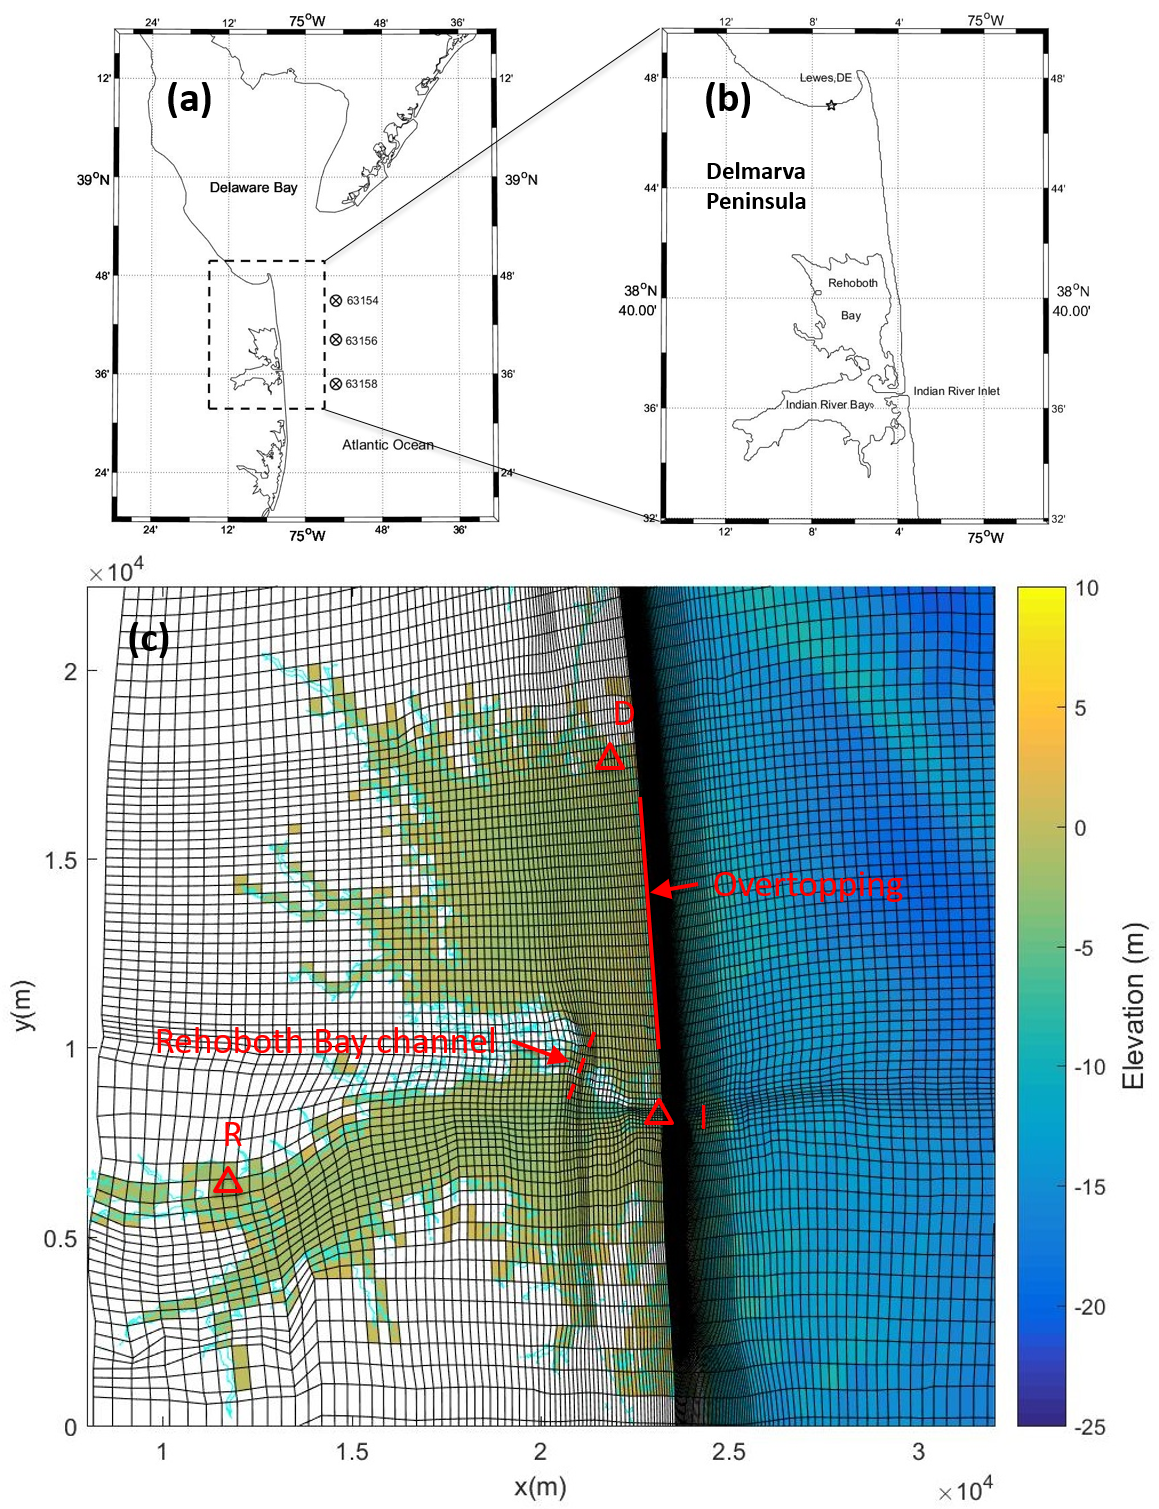 24' 12' 75°W 48' 36'
12' 12'
(a)
39°N 39°N
Delaware Bay
48' 48'
63154
63156
36' 36'
63158
Atlantic Ocean
24' 24'
24' 12' 75°W 48' 36'
12' 8' 4' 75°W
48' 48'
Lewes,DE
(b)
Delmarva
Peninsula
44' 44'
Rehoboth
38°N 38°N
40.00' 40.00'
Bay
Indian River Inlet
36' 36'
Indian River Bay
32' 32'
12' 8' 4' 75°W
×10⁴
(c)
D
Overtopping
Rehoboth Bay channel
R
I
2
1.5
1
0.5
0
y(m)
1 1.5 2 2.5 3
x(m)
×10⁴
10
5
0
-5
-10
-15
-20
-25
Elevation (m)